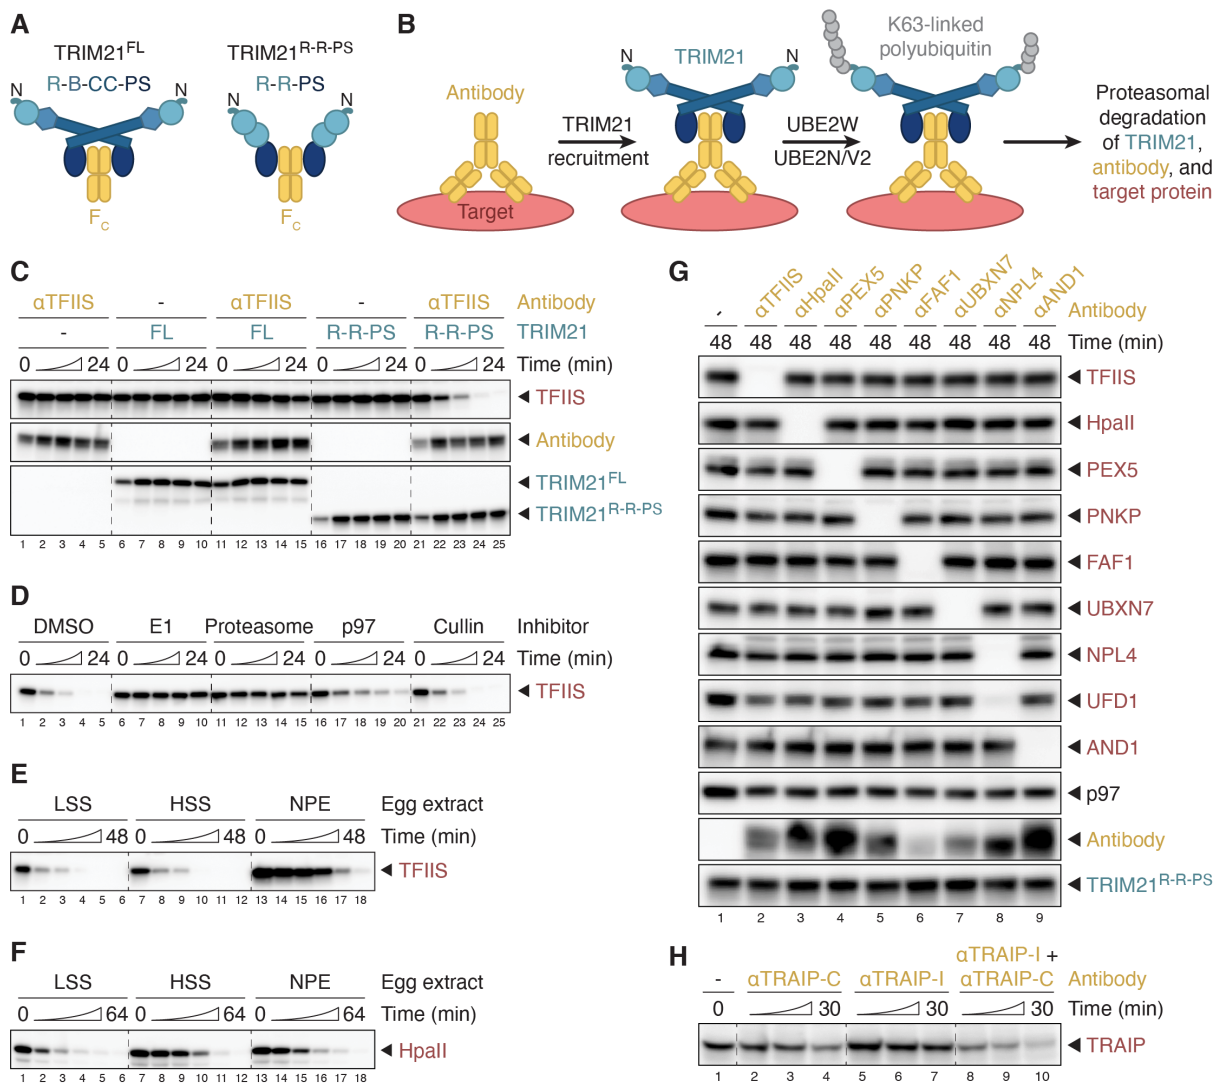 A
TRIM21FL
TRIM21R-R-PS
R-B-CC-PS
R-R-PS
N
N
N
N
FC
FC
B
Antibody
Target
TRIM21
recruitment
N
TRIM21
N
UBE2W
UBE2N/V2
K63-linked
polyubiquitin
N
N
Proteasomal
degradation
of TRIM21,
antibody, and
target protein
C
αTFIIS - αTFIIS - αTFIIS Antibody
- FL FL R-R-PS R-R-PS TRIM21
0 24 0 24 0 24 0 24 0 24 Time (min)
TFIIS
Antibody
TRIM21FL
TRIM21R-R-PS
1 2 3 4 5 6 7 8 9 10 11 12 13 14 15 16 17 18 19 20 21 22 23 24 25
D
DMSO E1 Proteasome p97 Cullin Inhibitor
0 24 0 24 0 24 0 24 0 24 Time (min)
TFIIS
1 2 3 4 5 6 7 8 9 10 11 12 13 14 15 16 17 18 19 20 21 22 23 24 25
E
LSS HSS NPE Egg extract
0 48 0 48 0 48 Time (min)
TFIIS
1 2 3 4 5 6 7 8 9 10 11 12 13 14 15 16 17 18
F
LSS HSS NPE Egg extract
0 64 0 64 0 64 Time (min)
HpaII
1 2 3 4 5 6 7 8 9 10 11 12 13 14 15 16 17 18
G
- αTFIIS αHpaII αPEX5 αPNKP αFAF1 αUBXN7 αNPL4 αAND1 Antibody
48 48 48 48 48 48 48 48 48 Time (min)
TFIIS
HpaII
PEX5
PNKP
FAF1
UBXN7
NPL4
UFD1
AND1
p97
Antibody
TRIM21R-R-PS
1 2 3 4 5 6 7 8 9
H
αTRAIP-I +
- αTRAIP-C αTRAIP-I αTRAIP-C Antibody
0 0 30 0 30 0 30 Time (min)
TRAIP
1 2 3 4 5 6 7 8 9 10